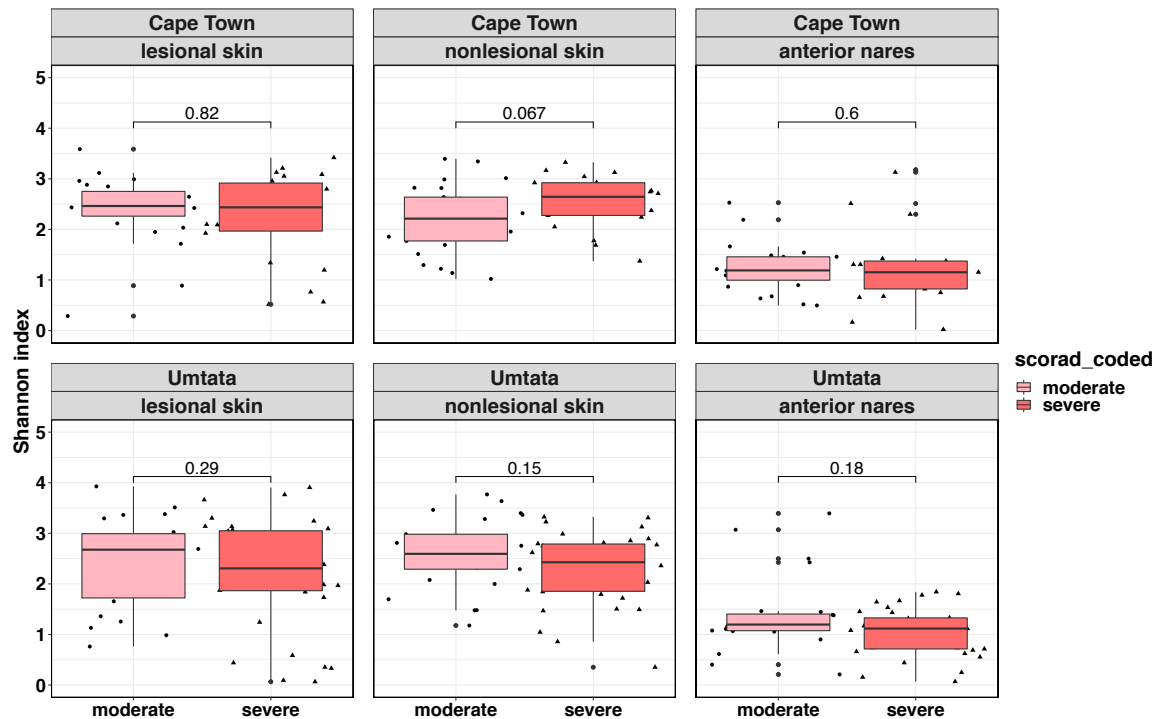 Cape Town Cape Town Cape Town
lesional skin nonlesional skin anterior nares
5
4
3
2
1
0
0.82 0.067 0.6
Shannon index
scorad_coded
moderate
severe
Umtata Umtata Umtata
lesional skin nonlesional skin anterior nares
5
4
3
2
1
0
0.29 0.15 0.18
moderate severe moderate severe moderate severe